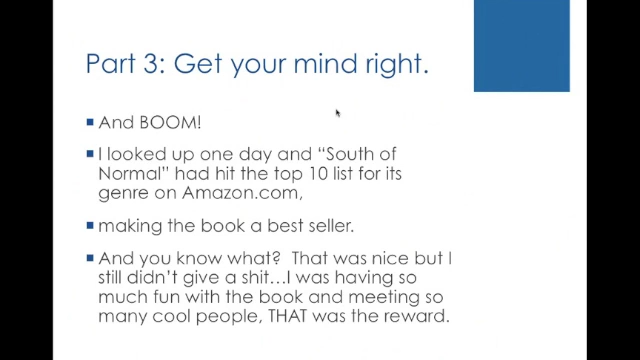 Part 3: Get your mind right.
And BOOM!
I looked up one day and “South of
Normal” had hit the top 10 list for its
genre on Amazon.com,
making the book a best seller.
And you know what?  That was nice but I
still didn’t give a shit…I was having so
much fun with the book and meeting so
many cool people, THAT was the reward.